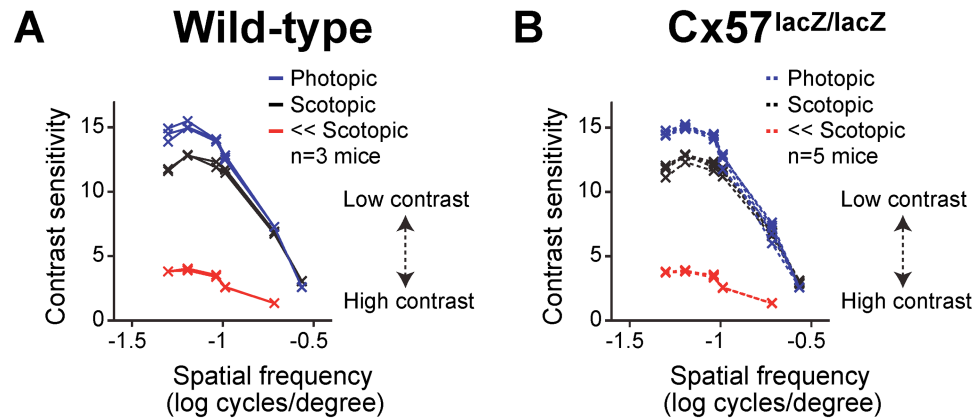 A Wild-type
Photopic
Scotopic
<< Scotopic
n=3 mice
Contrast sensitivity
15
10
5
0
-1.5 -1 -0.5
Spatial frequency
(log cycles/degree)
Low contrast
High contrast
B Cx57lacZ/lacZ
Photopic
Scotopic
<< Scotopic
n=5 mice
Contrast sensitivity
15
10
5
0
-1.5 -1 -0.5
Spatial frequency
(log cycles/degree)
Low contrast
High contrast